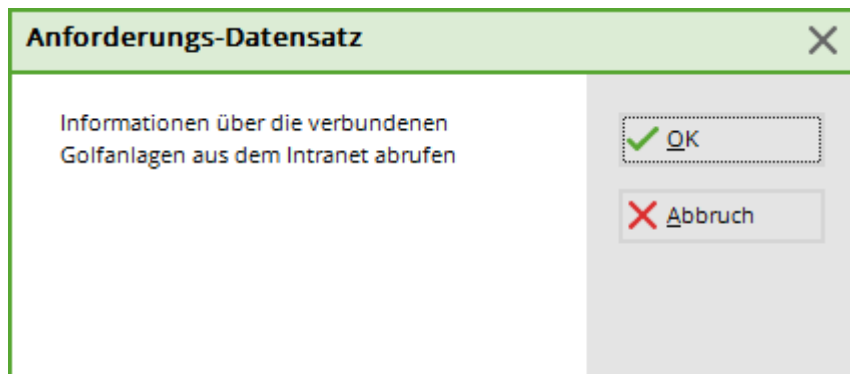 Anforderungs-Datensatz
Informationen über die verbundenen
Golfanlagen aus dem Intranet abrufen
OK
Abbruch